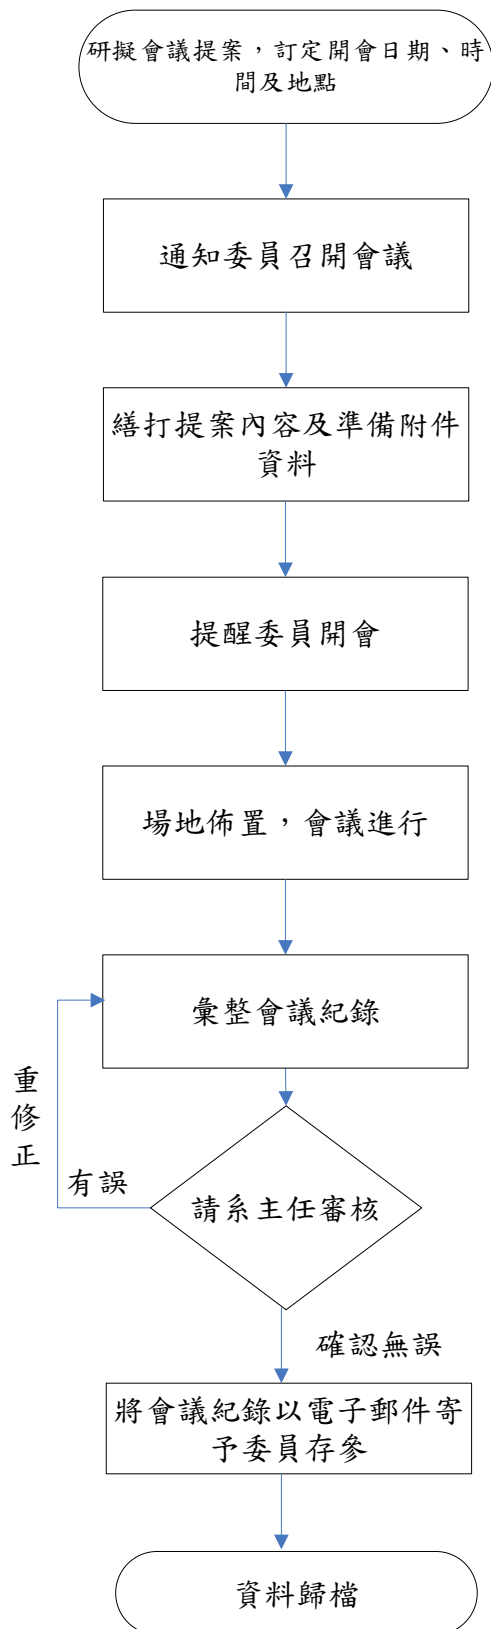 研擬會議提案，訂定開會日期、時
間及地點
通知委員召開會議
繕打提案內容及準備附件
資料
提醒委員開會
場地佈置，會議進行
彙整會議紀錄
重
修
正
有誤
請系主任審核
確認無誤
將會議紀錄以電子郵件寄
予委員存參
資料歸檔